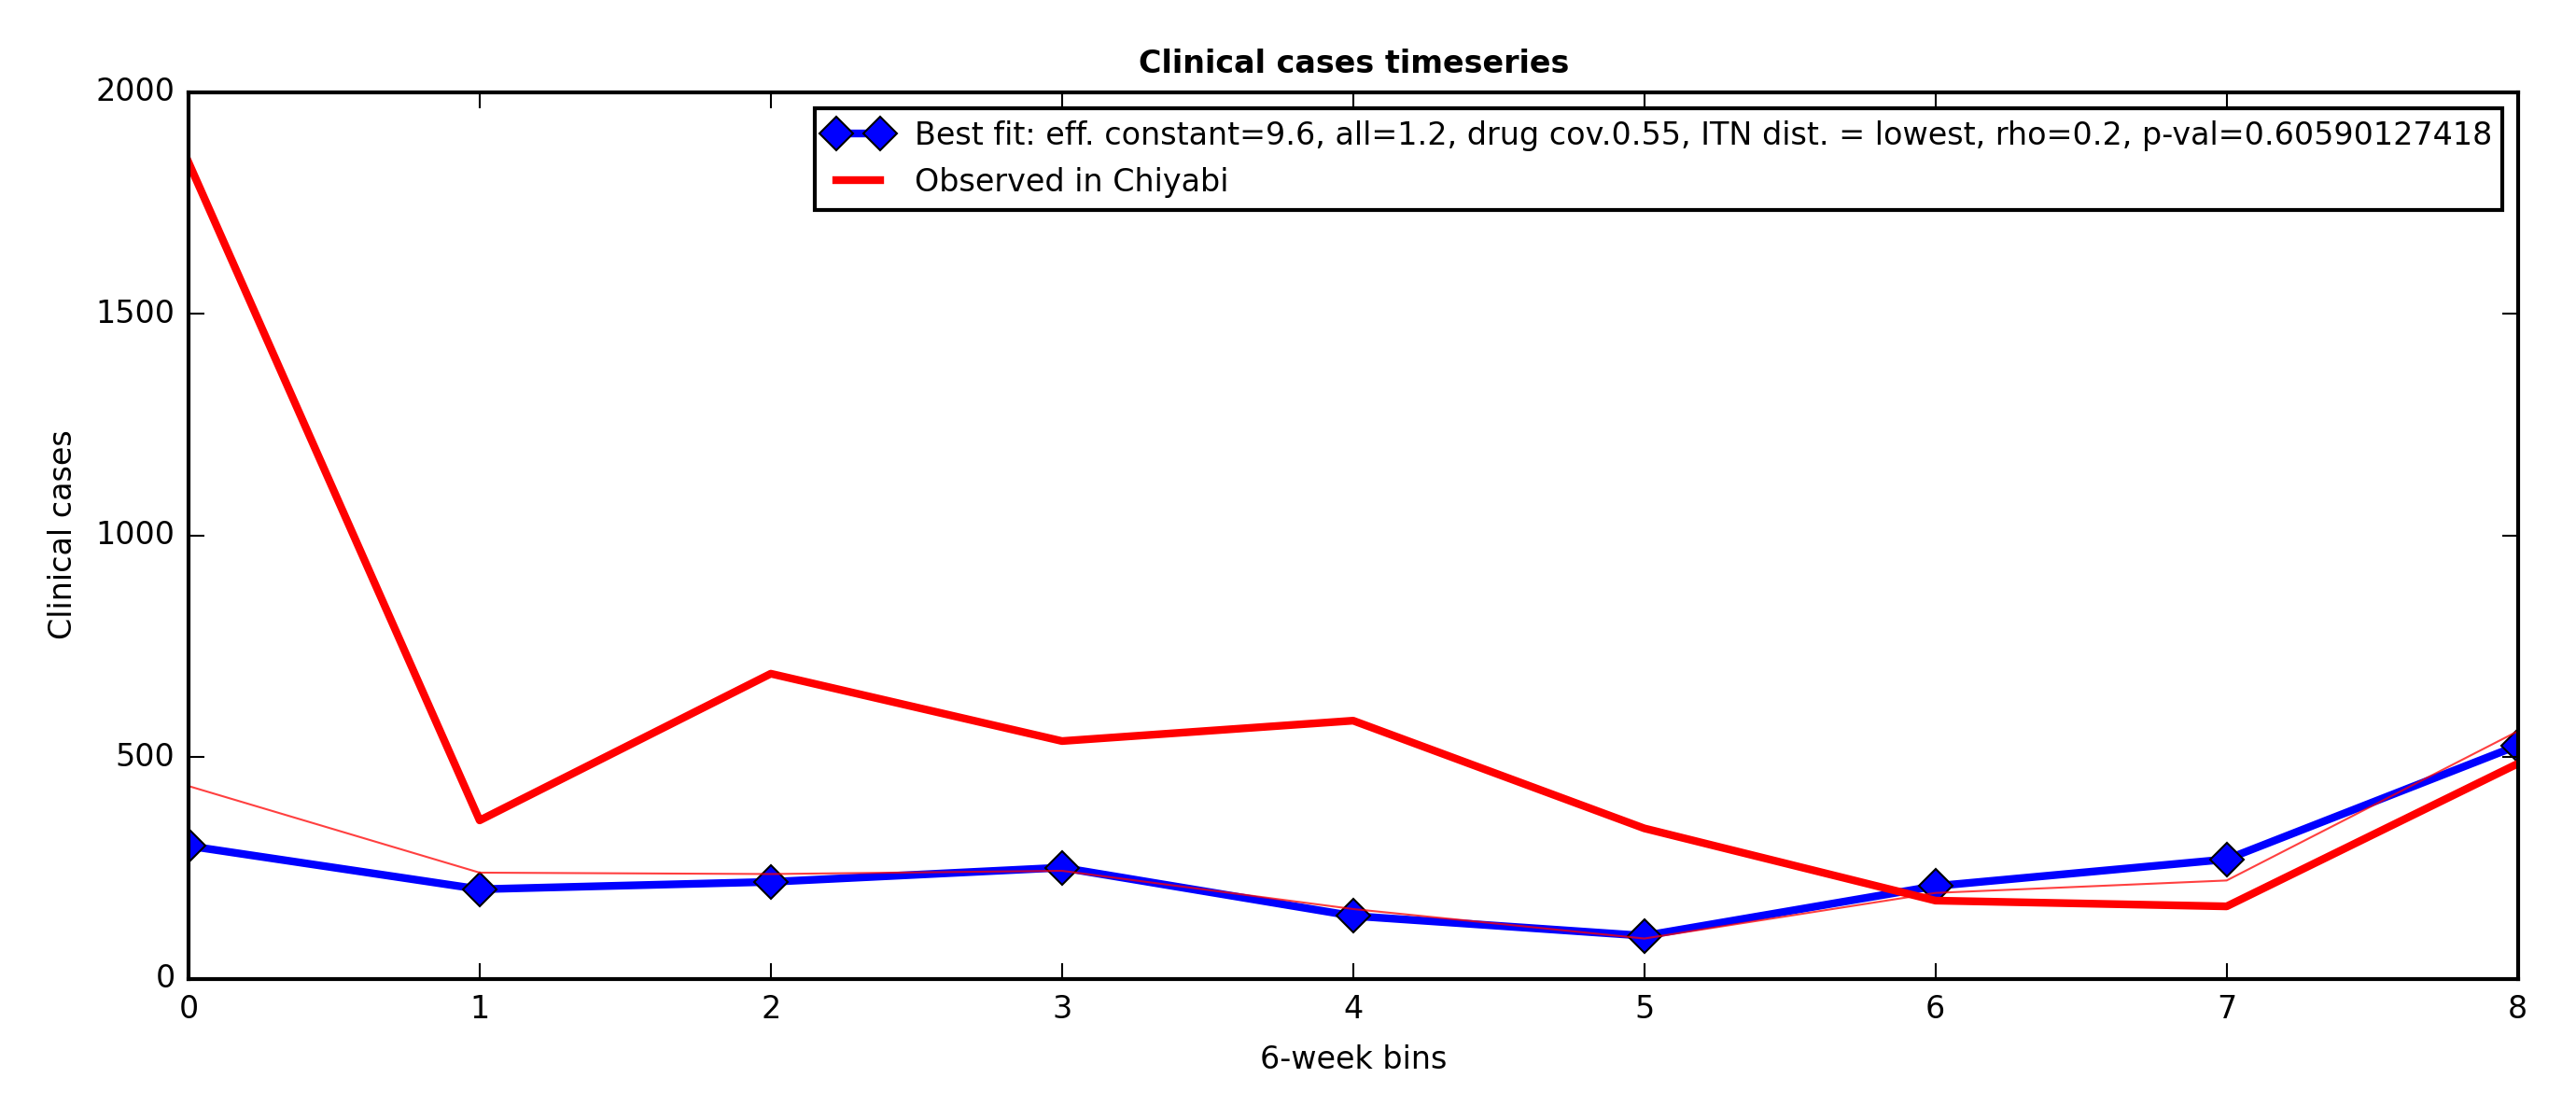 Clinical cases timeseries
2000
Best fit: eff. constant=9.6, all=1.2, drug cov.0.55, ITN dist. = lowest, rho=0.2, p-val=0.60590127418
Observed in Chiyabi
1500
1000
500
0
Clinical cases
0 1 2 3 4 5 6 7 8
6-week bins